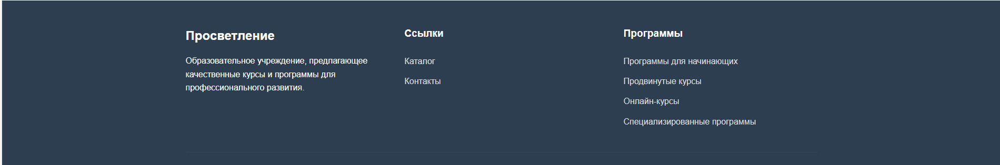 Просветление
Образовательное учреждение, предлагающее
качественные курсы и программы для
профессионального развития.
Ссылки
Каталог
Контакты
Программы
Программы для начинающих
Продвинутые курсы
Онлайн-курсы
Специализированные программы